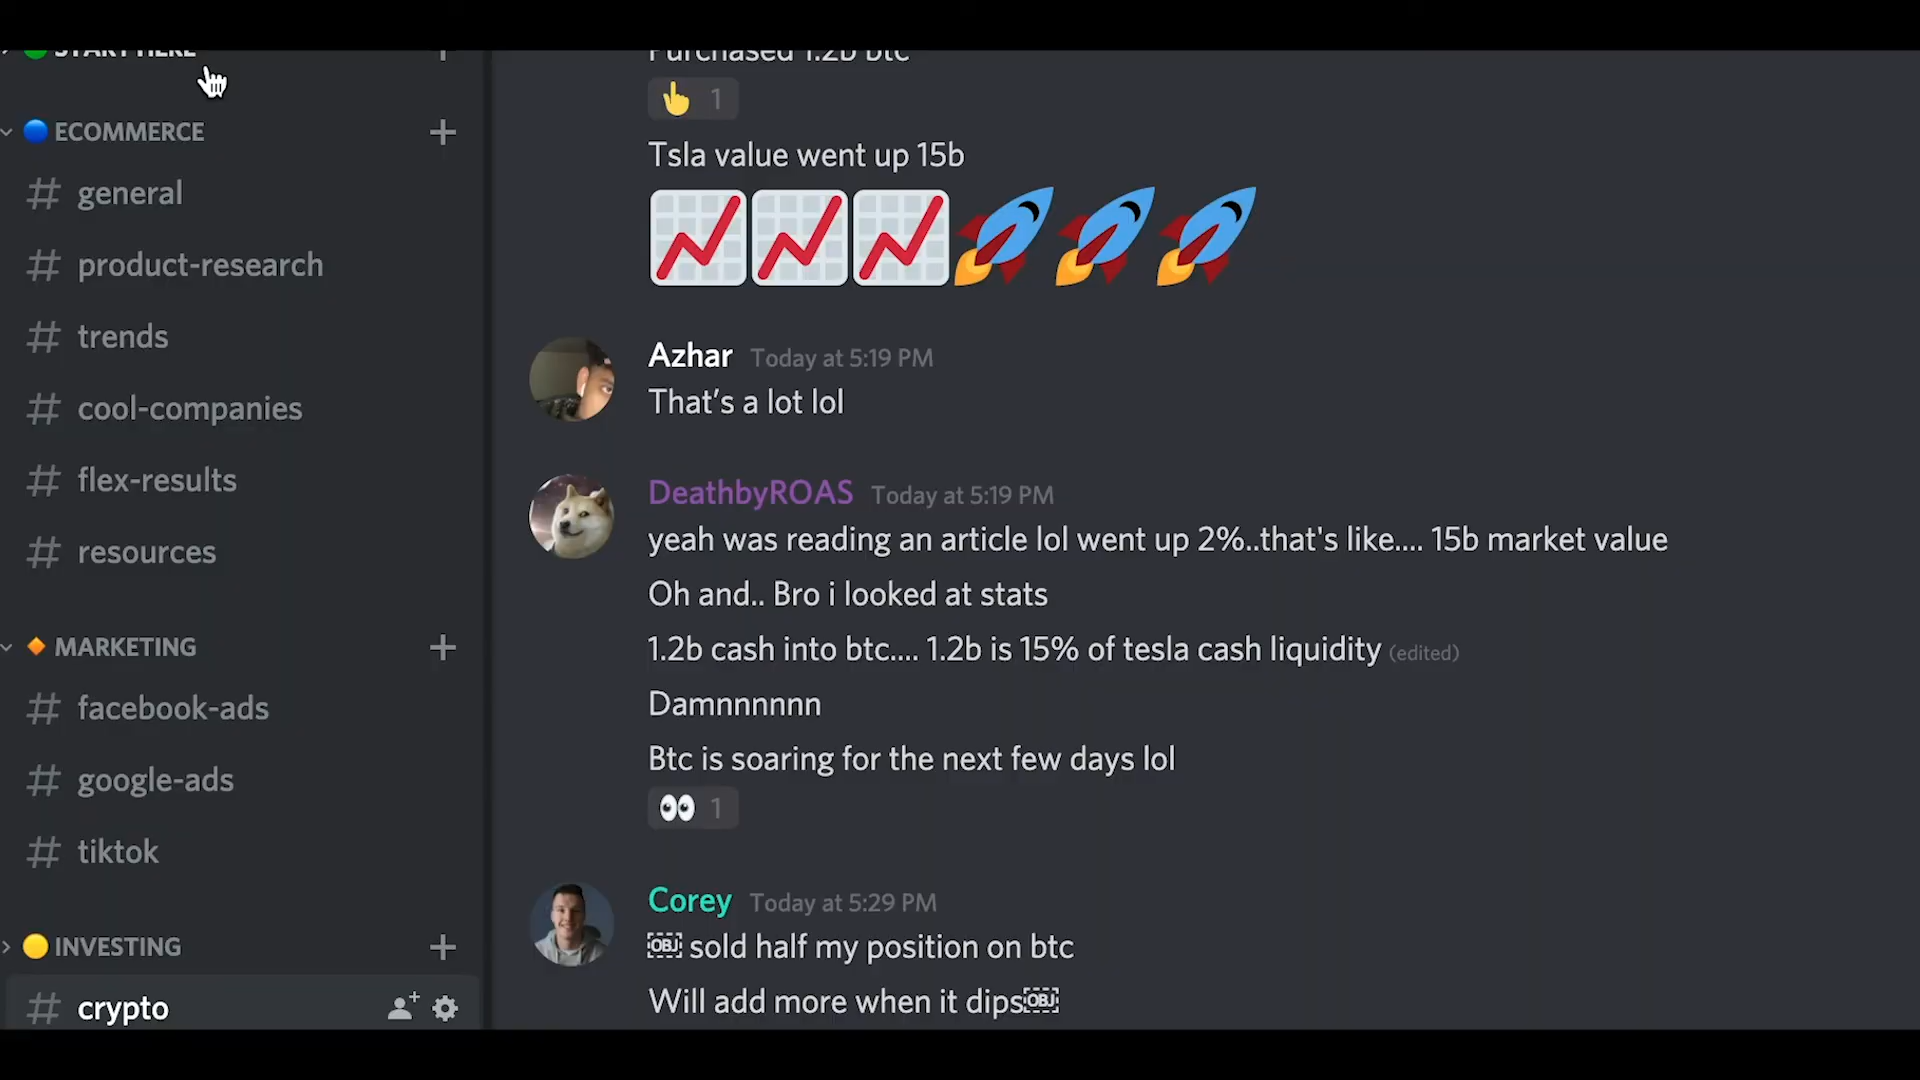 START HERE
ECOMMERCE
# general
# product-research
# trends
# cool-companies
# flex-results
# resources
MARKETING
# facebook-ads
# google-ads
# tiktok
INVESTING
# crypto
Purchased 1.2b btc
1
Tsla value went up 15b
Azhar Today at 5:19 PM
That’s a lot lol
DeathbyROAS Today at 5:19 PM
yeah was reading an article lol went up 2%..that's like.... 15b market value
Oh and.. Bro i looked at stats
1.2b cash into btc.... 1.2b is 15% of tesla cash liquidity (edited)
Damnnnnnn
Btc is soaring for the next few days lol
1
Corey Today at 5:29 PM
OBJ sold half my position on btc
Will add more when it dips OBJ